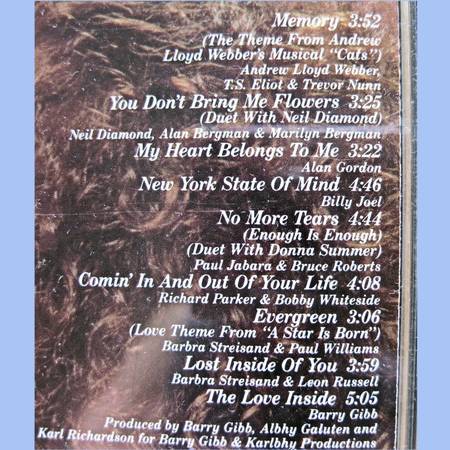 Memory 3:52
(The Theme From Andrew
Lloyd Webber's Musical "Cats")
Andrew Lloyd Webber,
T.S. Eliot & Trevor Nunn
You Don't Bring Me Flowers 3:25
(Duet With Neil Diamond)
Neil Diamond, Alan Bergman & Marilyn Bergman
My Heart Belongs To Me 3:22
Alan Gordon
New York State Of Mind 4:46
Billy Joel
No More Tears 4:44
(Enough Is Enough)
(Duet With Donna Summer)
Paul Jabara & Bruce Roberts
Comin' In And Out Of Your Life 4:08
Richard Parker & Bobby Whiteside
Evergreen 3:06
(Love Theme From "A Star Is Born")
Barbra Streisand & Paul Williams
Lost Inside Of You 3:59
Barbra Streisand & Leon Russell
The Love Inside 5:05
Barry Gibb
Produced by Barry Gibb, Albhy Galuten and
Karl Richardson for Barry Gibb & Karlbhy Productions